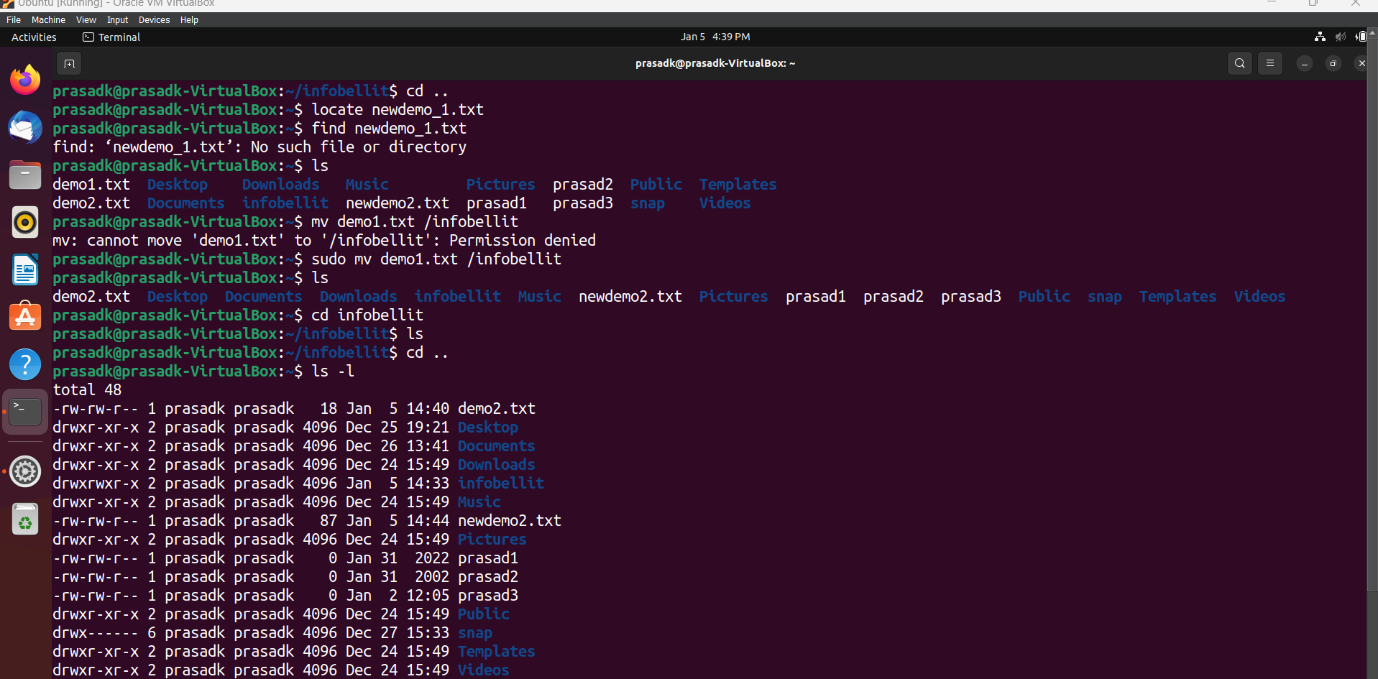 Ubuntu [Running] - Oracle VM VirtualBox
File Machine View Input Devices Help
Activities Terminal Jan 5 4:39 PM
prasadk@prasadk-VirtualBox: ~
prasadk@prasadk-VirtualBox:~/infobellit$ cd ..
prasadk@prasadk-VirtualBox:~$ locate newdemo_1.txt
prasadk@prasadk-VirtualBox:~$ find newdemo_1.txt
find: ‘newdemo_1.txt’: No such file or directory
prasadk@prasadk-VirtualBox:~$ ls
demo1.txt Desktop Downloads Music Pictures prasad2 Public Templates
demo2.txt Documents infobellit newdemo2.txt prasad1 prasad3 snap Videos
prasadk@prasadk-VirtualBox:~$ mv demo1.txt /infobellit
mv: cannot move 'demo1.txt' to '/infobellit': Permission denied
prasadk@prasadk-VirtualBox:~$ sudo mv demo1.txt /infobellit
prasadk@prasadk-VirtualBox:~$ ls
demo2.txt Desktop Documents Downloads infobellit Music newdemo2.txt Pictures prasad1 prasad2 prasad3 Public snap Templates Videos
prasadk@prasadk-VirtualBox:~$ cd infobellit
prasadk@prasadk-VirtualBox:~/infobellit$ ls
prasadk@prasadk-VirtualBox:~/infobellit$ cd ..
prasadk@prasadk-VirtualBox:~$ ls -l
total 48
-rw-rw-r-- 1 prasadk prasadk 18 Jan 5 14:40 demo2.txt
drwxr-xr-x 2 prasadk prasadk 4096 Dec 25 19:21 Desktop
drwxr-xr-x 2 prasadk prasadk 4096 Dec 26 13:41 Documents
drwxr-xr-x 2 prasadk prasadk 4096 Dec 24 15:49 Downloads
drwxrwxr-x 2 prasadk prasadk 4096 Jan 5 14:33 infobellit
drwxr-xr-x 2 prasadk prasadk 4096 Dec 24 15:49 Music
-rw-rw-r-- 1 prasadk prasadk 87 Jan 5 14:44 newdemo2.txt
drwxr-xr-x 2 prasadk prasadk 4096 Dec 24 15:49 Pictures
-rw-rw-r-- 1 prasadk prasadk 0 Jan 31 2022 prasad1
-rw-rw-r-- 1 prasadk prasadk 0 Jan 31 2002 prasad2
-rw-rw-r-- 1 prasadk prasadk 0 Jan 2 12:05 prasad3
drwxr-xr-x 2 prasadk prasadk 4096 Dec 24 15:49 Public
drwx------ 6 prasadk prasadk 4096 Dec 27 15:33 snap
drwxr-xr-x 2 prasadk prasadk 4096 Dec 24 15:49 Templates
drwxr-xr-x 2 prasadk prasadk 4096 Dec 24 15:49 Videos